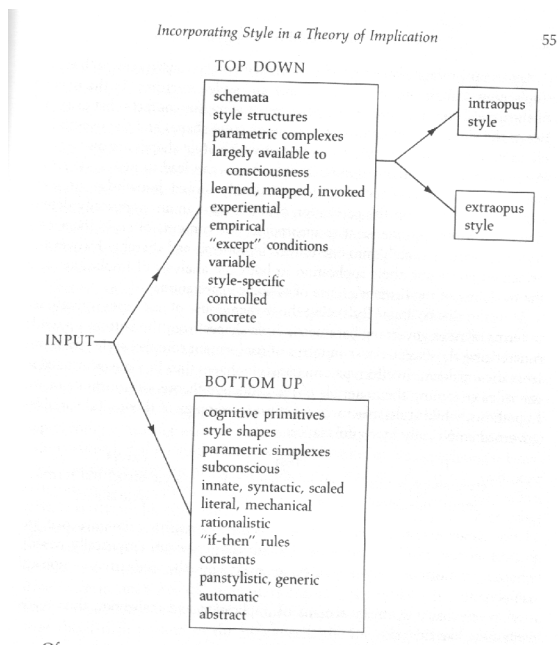 Incorporating Style in a Theory of Implication 55
TOP DOWN
schemata
style structures
parametric complexes
largely available to
consciousness
learned, mapped, invoked
experiential
empirical
"except" conditions
variable
style-specific
controlled
concrete
intraopus
style
extraopus
style
INPUT
BOTTOM UP
cognitive primitives
style shapes
parametric simplexes
subconscious
innate, syntactic, scaled
literal, mechanical
rationalistic
"if-then" rules
constants
panstylistic, generic
automatic
abstract